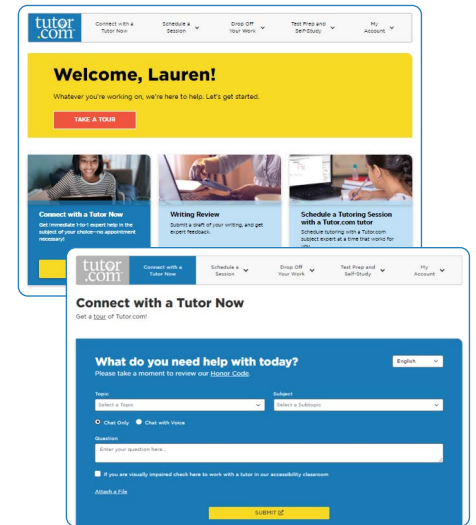 tutor
.com
Connect with a
Tutor Now
Schedule a
Session
Drop Off
Your Work
Test Prep and
Self-Study
My
Account
Welcome, Lauren!
Whatever you're working on, we're here to help. Let's get started.
TAKE A TOUR
Connect with a Tutor Now
Get immediate 1-to-1 expert help in the
subject of your choice—no appointment
necessary!
Writing Review
Submit a draft of your writing, and get
expert feedback.
Schedule a Tutoring Session
with a Tutor.com tutor
Schedule tutoring with a Tutor.com
subject expert at a time that works for
you.
tutor
.com
Connect with a
Tutor Now
Schedule a
Session
Drop Off
Your Work
Test Prep and
Self-Study
My
Account
Connect with a Tutor Now
Get a tour of Tutor.com!
What do you need help with today?
Please take a moment to review our Honor Code.
English
Topic
Select a Topic
Subject
Select a Subtopic
Chat Only
Chat with Voice
Question
Enter your question here...
If you are visually impaired check here to work with a tutor in our accessibility classroom
Attach a File
SUBMIT